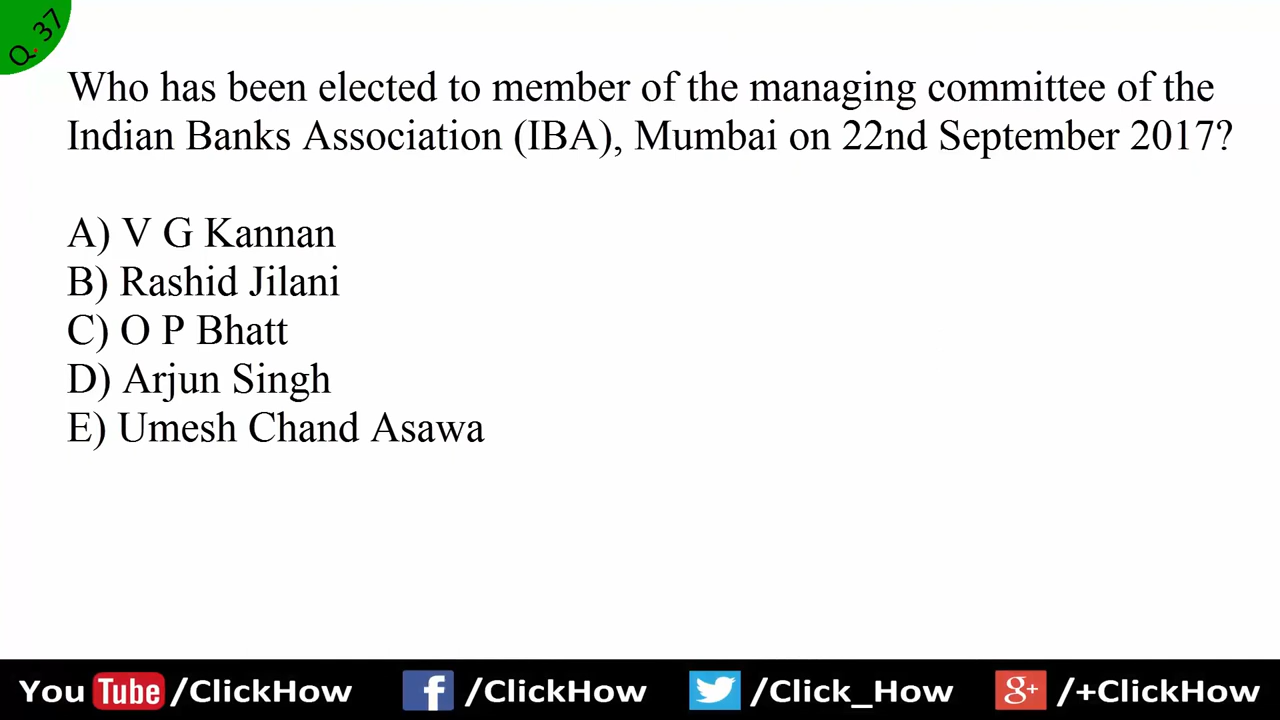 Q. 37
Who has been elected to member of the managing committee of the
Indian Banks Association (IBA), Mumbai on 22nd September 2017?
A) V G Kannan
B) Rashid Jilani
C) O P Bhatt
D) Arjun Singh
E) Umesh Chand Asawa
You Tube /ClickHow f /ClickHow /Click_How g+ /+ClickHow